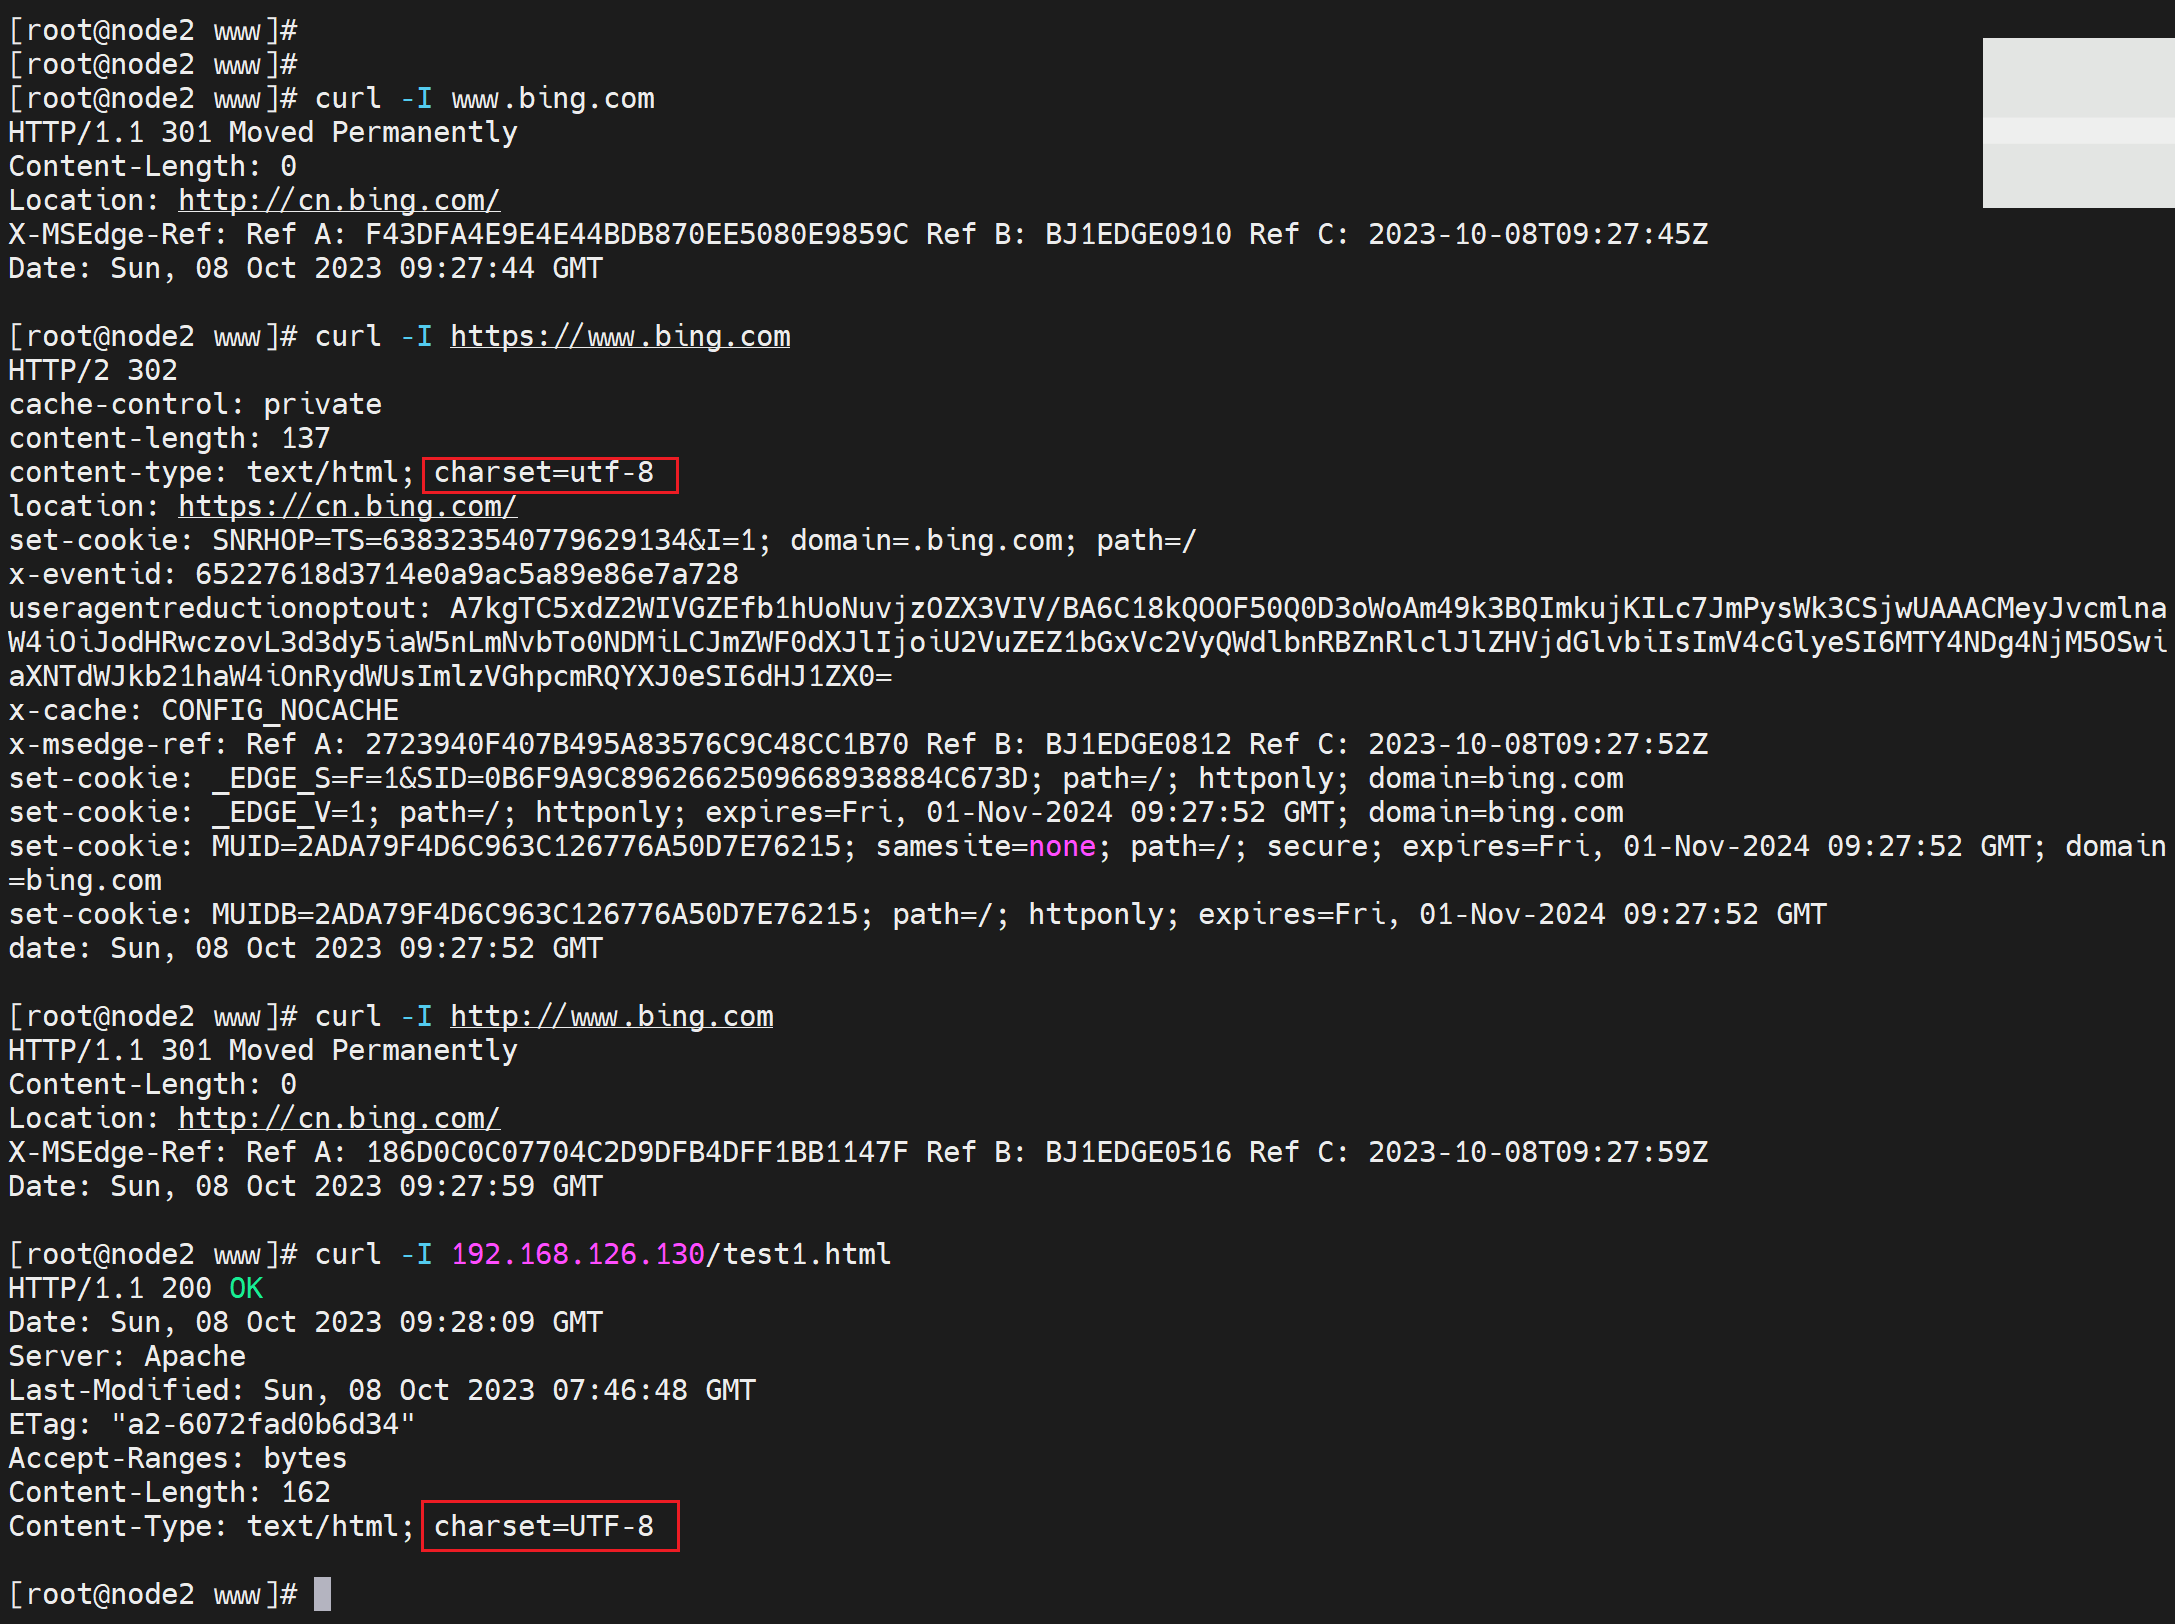 [root@node2 www]#
[root@node2 www]#
[root@node2 www]# curl -I www.bing.com
HTTP/1.1 301 Moved Permanently
Content-Length: 0
Location: http://cn.bing.com/
X-MSEdge-Ref: Ref A: F43DFA4E9E4E44BDB870EE5080E9859C Ref B: BJ1EDGE0910 Ref C: 2023-10-08T09:27:45Z
Date: Sun, 08 Oct 2023 09:27:44 GMT
[root@node2 www]# curl -I https://www.bing.com
HTTP/2 302
cache-control: private
content-length: 137
content-type: text/html; charset=utf-8
location: https://cn.bing.com/
set-cookie: SNRHOP=TS=638323540779629134&I=1; domain=.bing.com; path=/
x-eventid: 65227618d3714e0a9ac5a89e86e7a728
useragentreductionoptout: A7kgTC5xdZ2WIVGZEfb1hUoNuvjzOZX3VIV/BA6C18kQOOF50Q0D3oWoAm49k3BQImkujKILc7JmPysWk3CSjwUAAACMeyJvcmlna
W4iOiJodHRwczovL3d3dy5iaW5nLmNvbTo0NDMiLCJmZWF0dXJlIjoiU2VuZEZ1bGxVc2VyQWdlbnRBZnRlclJlZHVjdGlvbiIsImV4cGlyeSI6MTY4NDg4NjM5OSwi
aXNTdWJkb21haW4iOnRydWUsImlzVGhpcmRQYXJ0eSI6dHJ1ZX0=
x-cache: CONFIG_NOCACHE
x-msedge-ref: Ref A: 2723940F407B495A83576C9C48CC1B70 Ref B: BJ1EDGE0812 Ref C: 2023-10-08T09:27:52Z
set-cookie: _EDGE_S=F=1&SID=0B6F9A9C8962662509668938884C673D; path=/; httponly; domain=bing.com
set-cookie: _EDGE_V=1; path=/; httponly; expires=Fri, 01-Nov-2024 09:27:52 GMT; domain=bing.com
set-cookie: MUID=2ADA79F4D6C963C126776A50D7E76215; samesite=none; path=/; secure; expires=Fri, 01-Nov-2024 09:27:52 GMT; domain
=bing.com
set-cookie: MUIDB=2ADA79F4D6C963C126776A50D7E76215; path=/; httponly; expires=Fri, 01-Nov-2024 09:27:52 GMT
date: Sun, 08 Oct 2023 09:27:52 GMT
[root@node2 www]# curl -I http://www.bing.com
HTTP/1.1 301 Moved Permanently
Content-Length: 0
Location: http://cn.bing.com/
X-MSEdge-Ref: Ref A: 186D0C0C07704C2D9DFB4DFF1BB1147F Ref B: BJ1EDGE0516 Ref C: 2023-10-08T09:27:59Z
Date: Sun, 08 Oct 2023 09:27:59 GMT
[root@node2 www]# curl -I 192.168.126.130/test1.html
HTTP/1.1 200 OK
Date: Sun, 08 Oct 2023 09:28:09 GMT
Server: Apache
Last-Modified: Sun, 08 Oct 2023 07:46:48 GMT
ETag: "a2-6072fad0b6d34"
Accept-Ranges: bytes
Content-Length: 162
Content-Type: text/html; charset=UTF-8
[root@node2 www]#